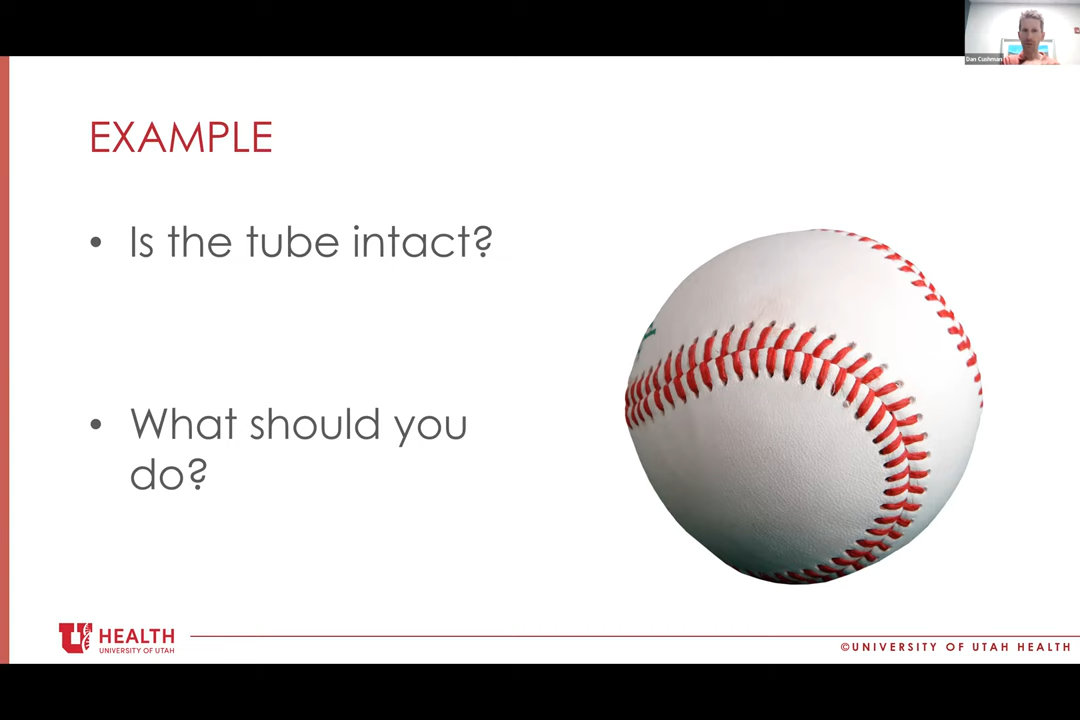 Dan Cushman
EXAMPLE
• Is the tube intact?
• What should you
do?
U HEALTH
UNIVERSITY OF UTAH
©UNIVERSITY OF UTAH HEALTH